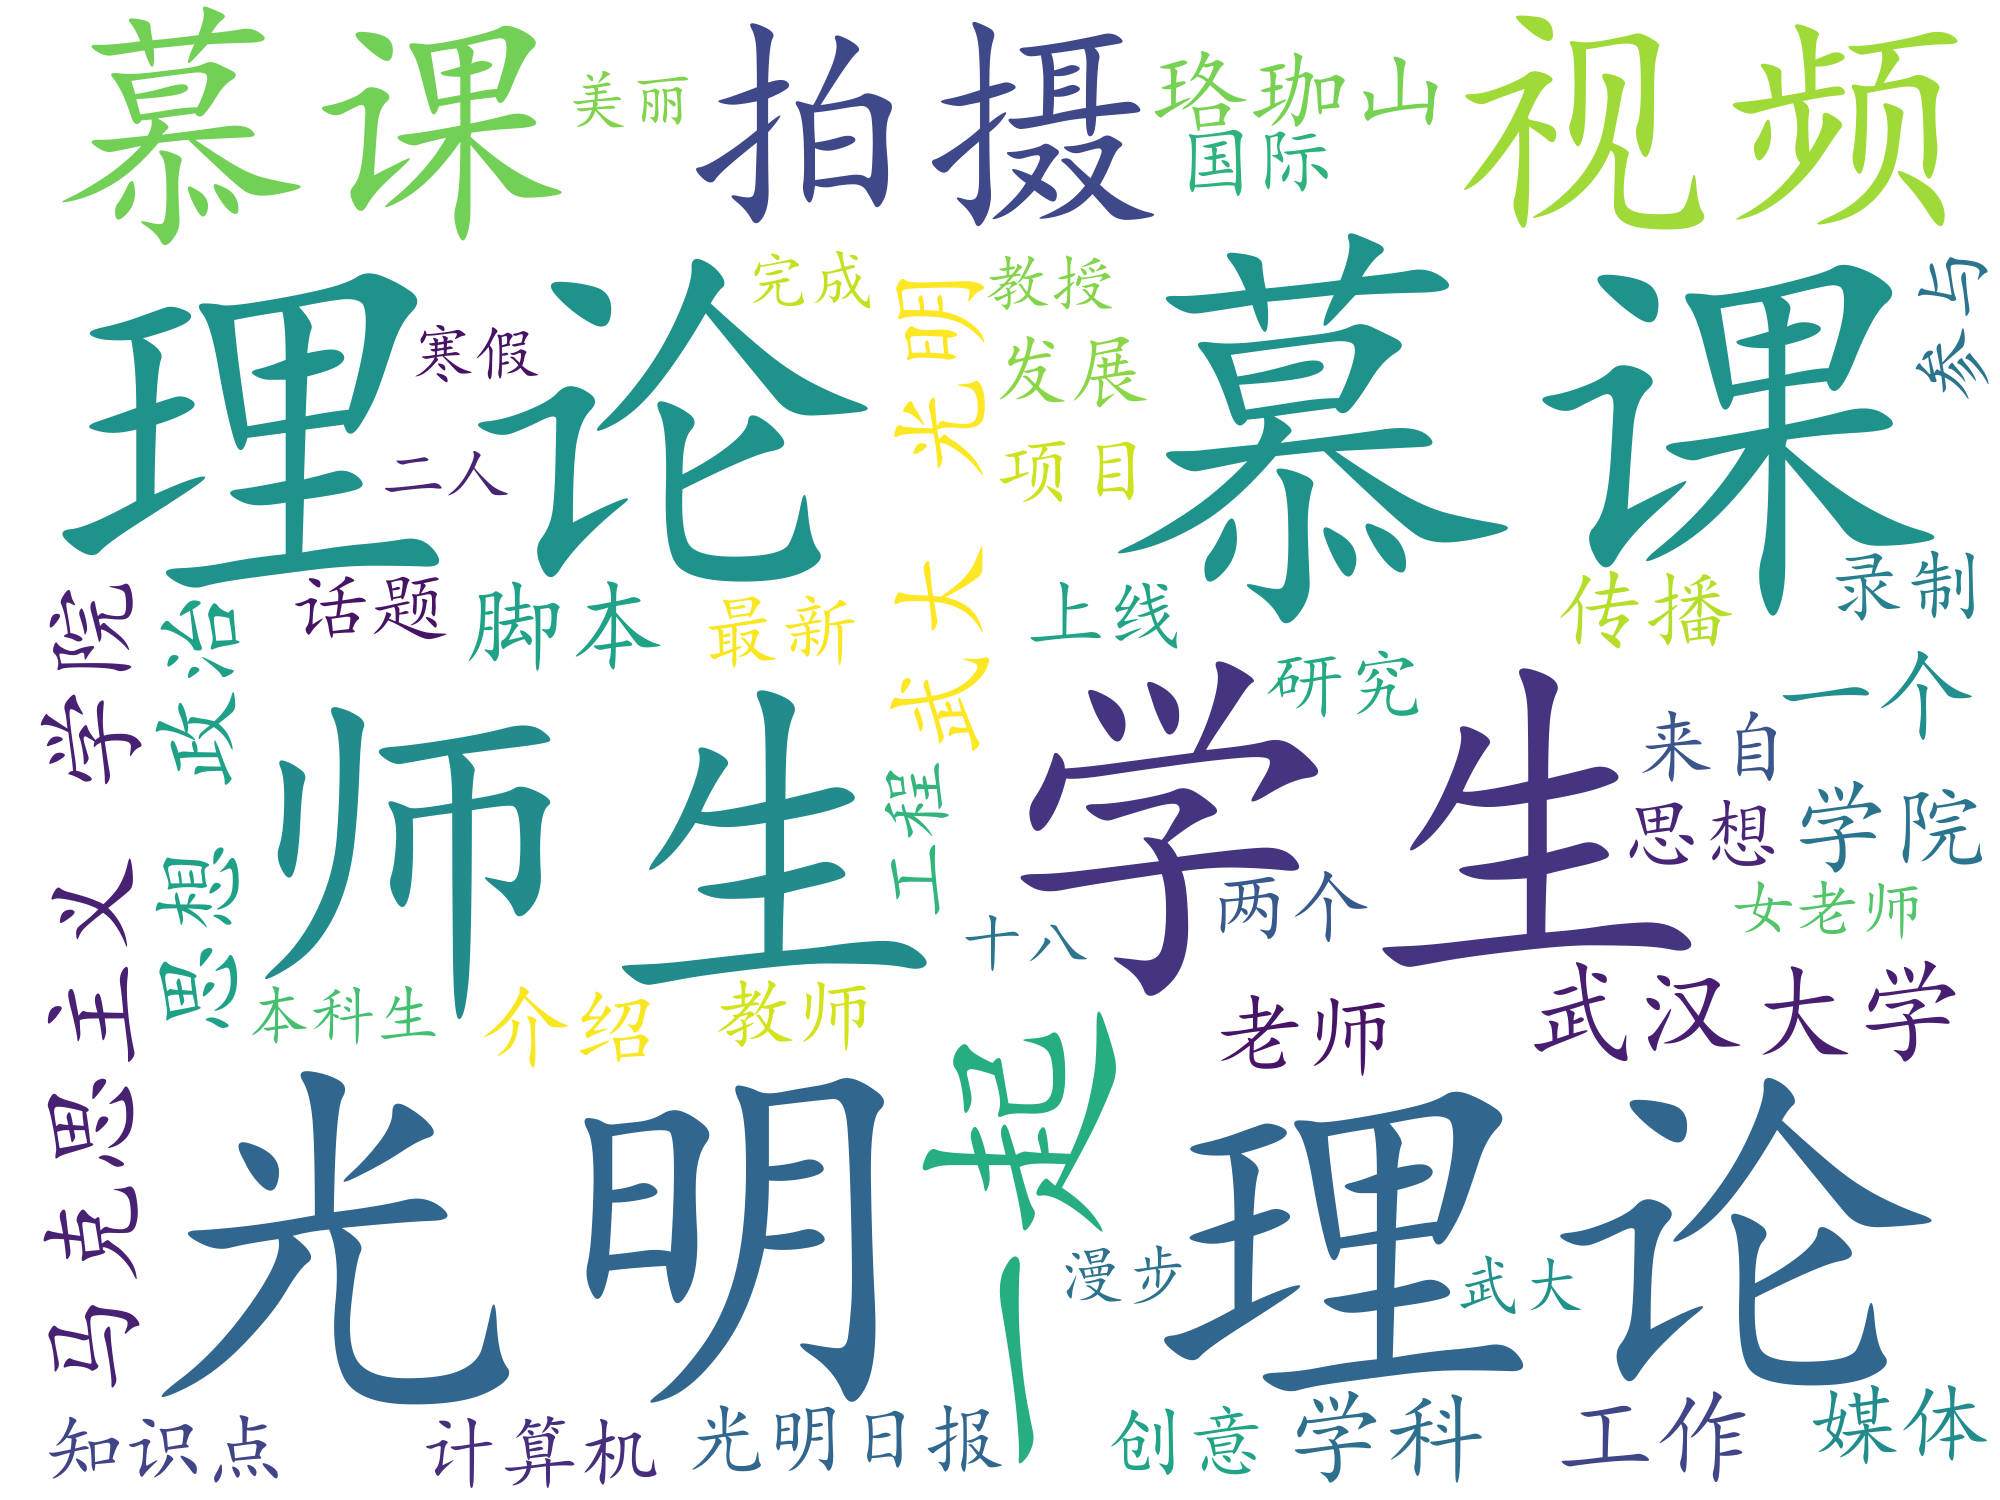 慕课 美丽 拍摄 珞珈山 视频
国际
理论 寒假 完成 光明 教授 慕课 参与
发展
二人 项目
话题 脚本 最新 武大 上线 传播 录制
学院 政治 研究 一个
师生 学生 来自
工程 思想 学院
马克思主义 思想 十八 两个 女老师
本科生 介绍 教师 老师 武汉大学
光明 一起 理论
漫步 武大
知识点 计算机 光明日报 创意 学科 工作 媒体